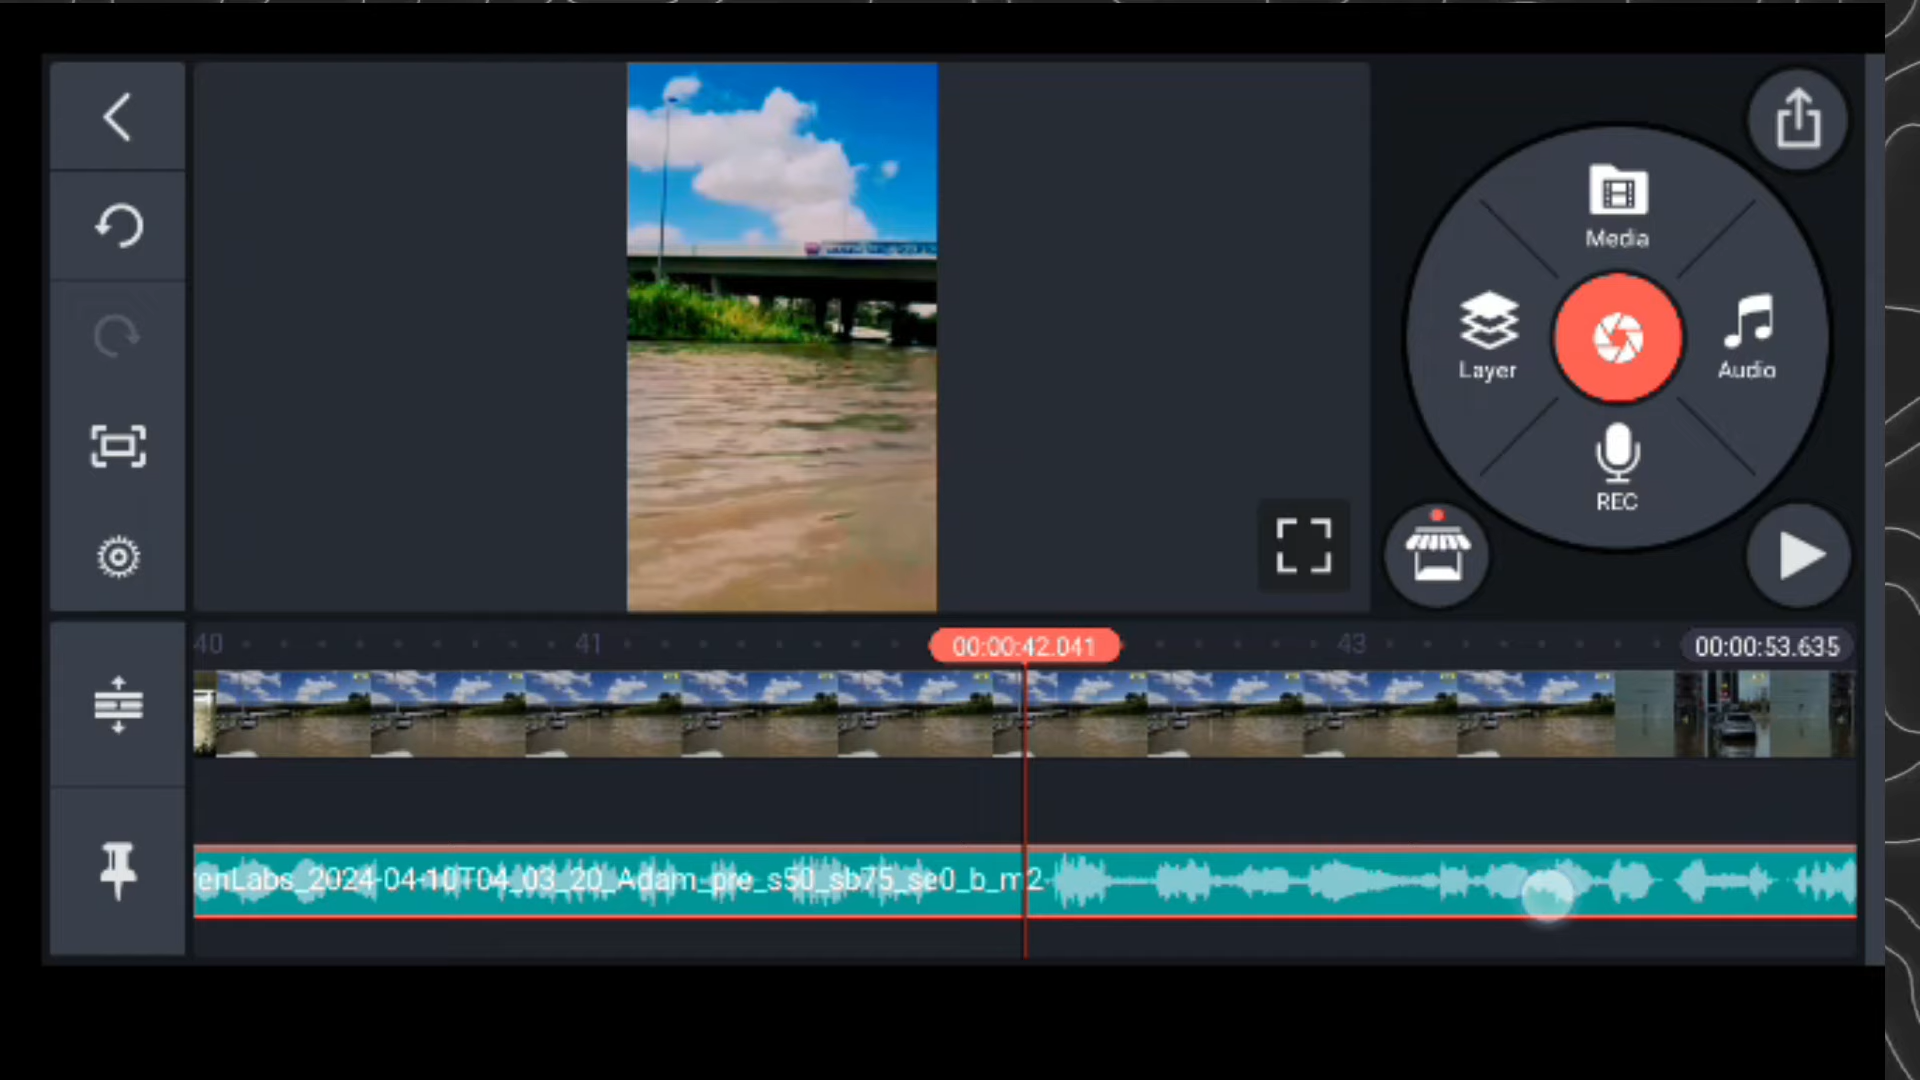 Media
Layer
Audio
REC
40
41
00:00:42.041
43
00:00:53.635
enLabs_2024-04-10T04_03_20_Adam_pre_s50_sb75_se0_b_m2